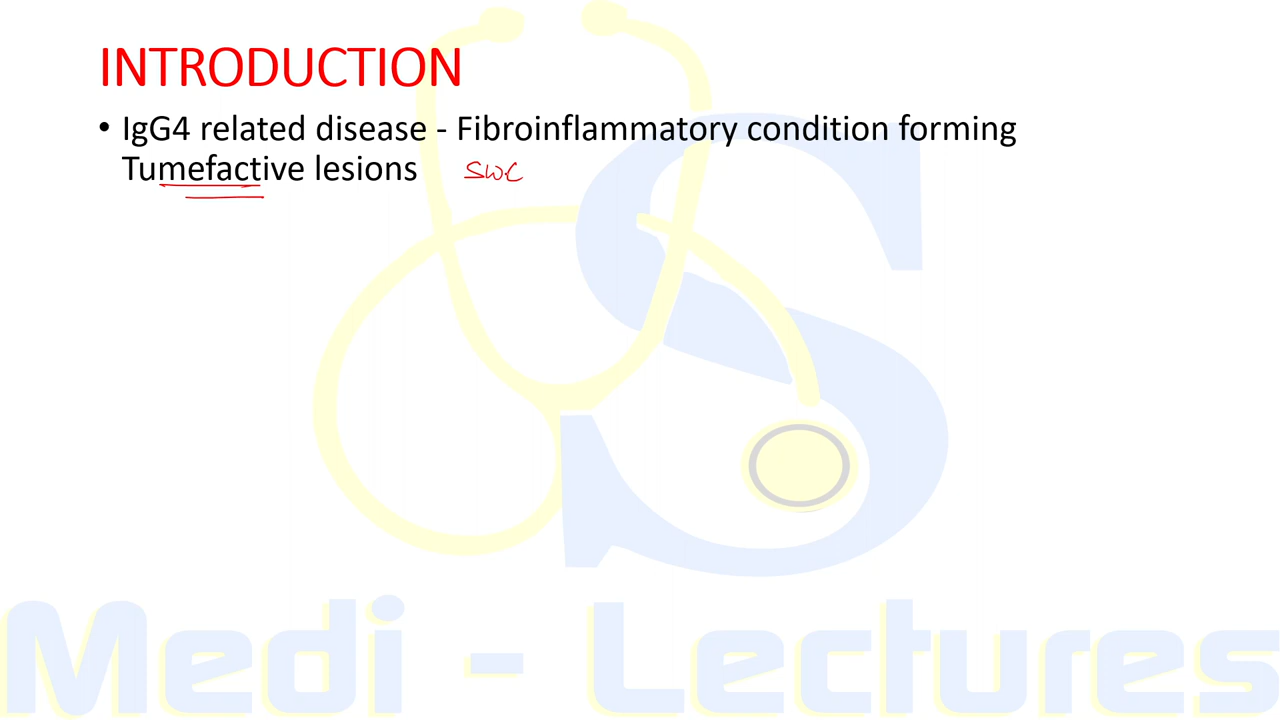 INTRODUCTION
• IgG4 related disease - Fibroinflammatory condition forming
Tumefactive lesions
Medi - Lectures